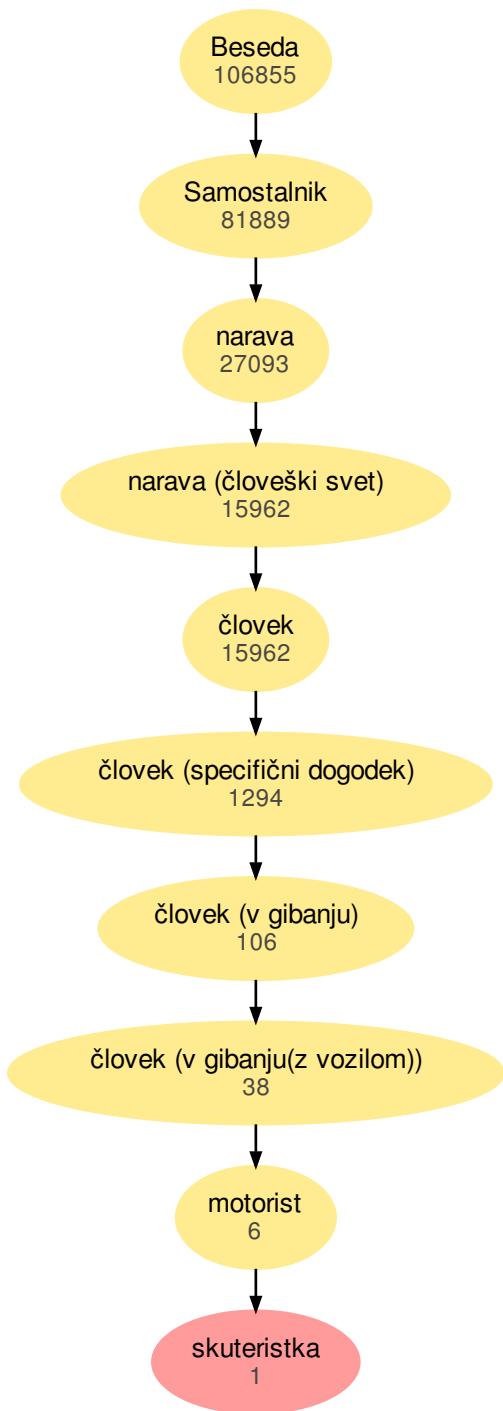 Beseda
106855
Samostalnik
81889
narava
27093
narava (človeški svet)
15962
človek
15962
človek (specifični dogodek)
1294
človek (v gibanju)
106
človek (v gibanju(z vozilom))
38
motorist
6
skuteristka
1